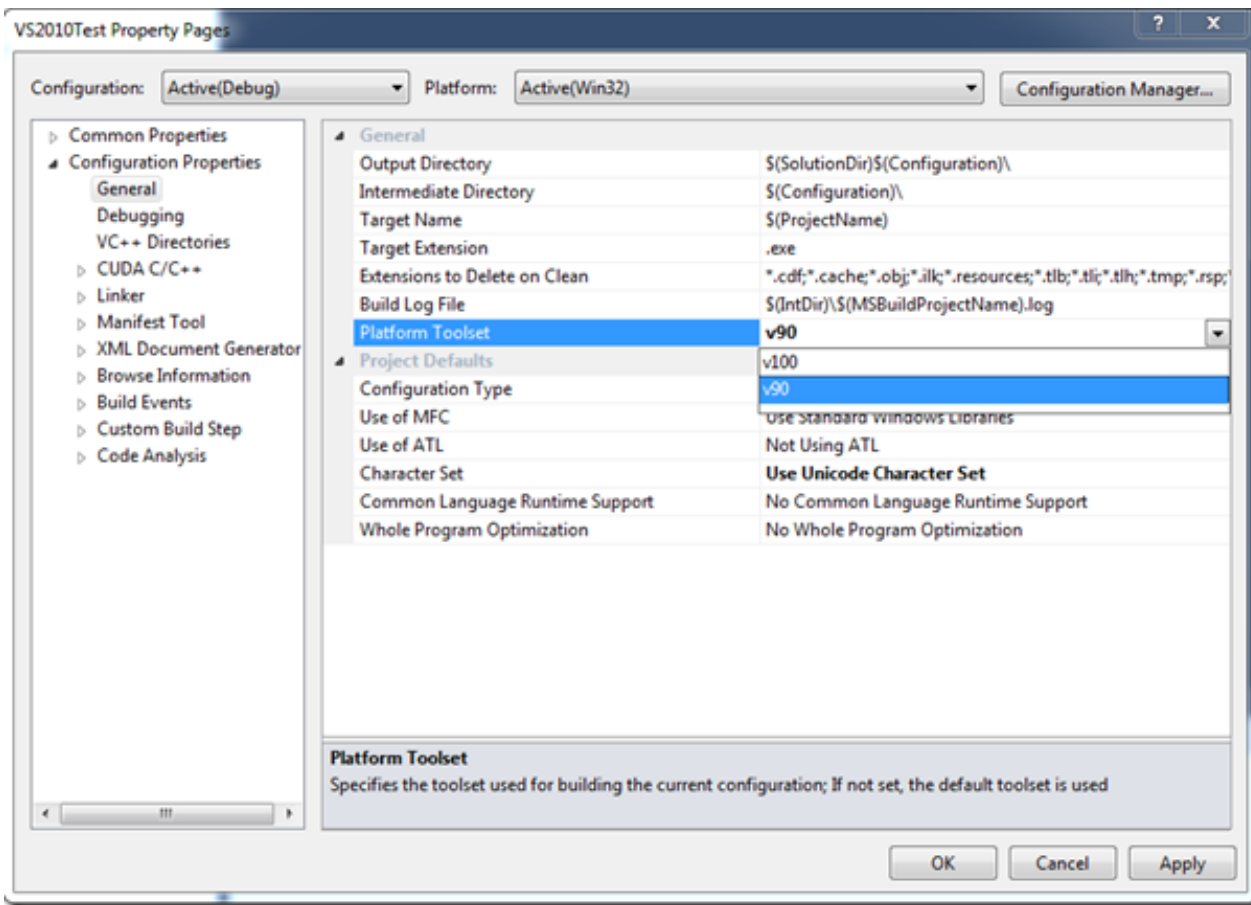 VS2010Test Property Pages
Configuration: Active(Debug) Platform: Active(Win32) Configuration Manager...
Common Properties
Configuration Properties
General
Debugging
VC++ Directories
CUDA C/C++
Linker
Manifest Tool
XML Document Generator
Browse Information
Build Events
Custom Build Step
Code Analysis
General
Output Directory $(SolutionDir)$(Configuration)\
Intermediate Directory $(Configuration)\
Target Name $(ProjectName)
Target Extension .exe
Extensions to Delete on Clean *.cdf;*.cache;*.obj;*.ilk;*.resources;*.tlb;*.tli;*.tlh;*.tmp;*.rsp;
Build Log File $(IntDir)\$(MSBuildProjectName).log
Platform Toolset v90
Project Defaults v100
Configuration Type v90
Use of MFC Use Standard Windows Libraries
Use of ATL Not Using ATL
Character Set Use Unicode Character Set
Common Language Runtime Support No Common Language Runtime Support
Whole Program Optimization No Whole Program Optimization
Platform Toolset
Specifies the toolset used for building the current configuration; If not set, the default toolset is used
OK Cancel Apply